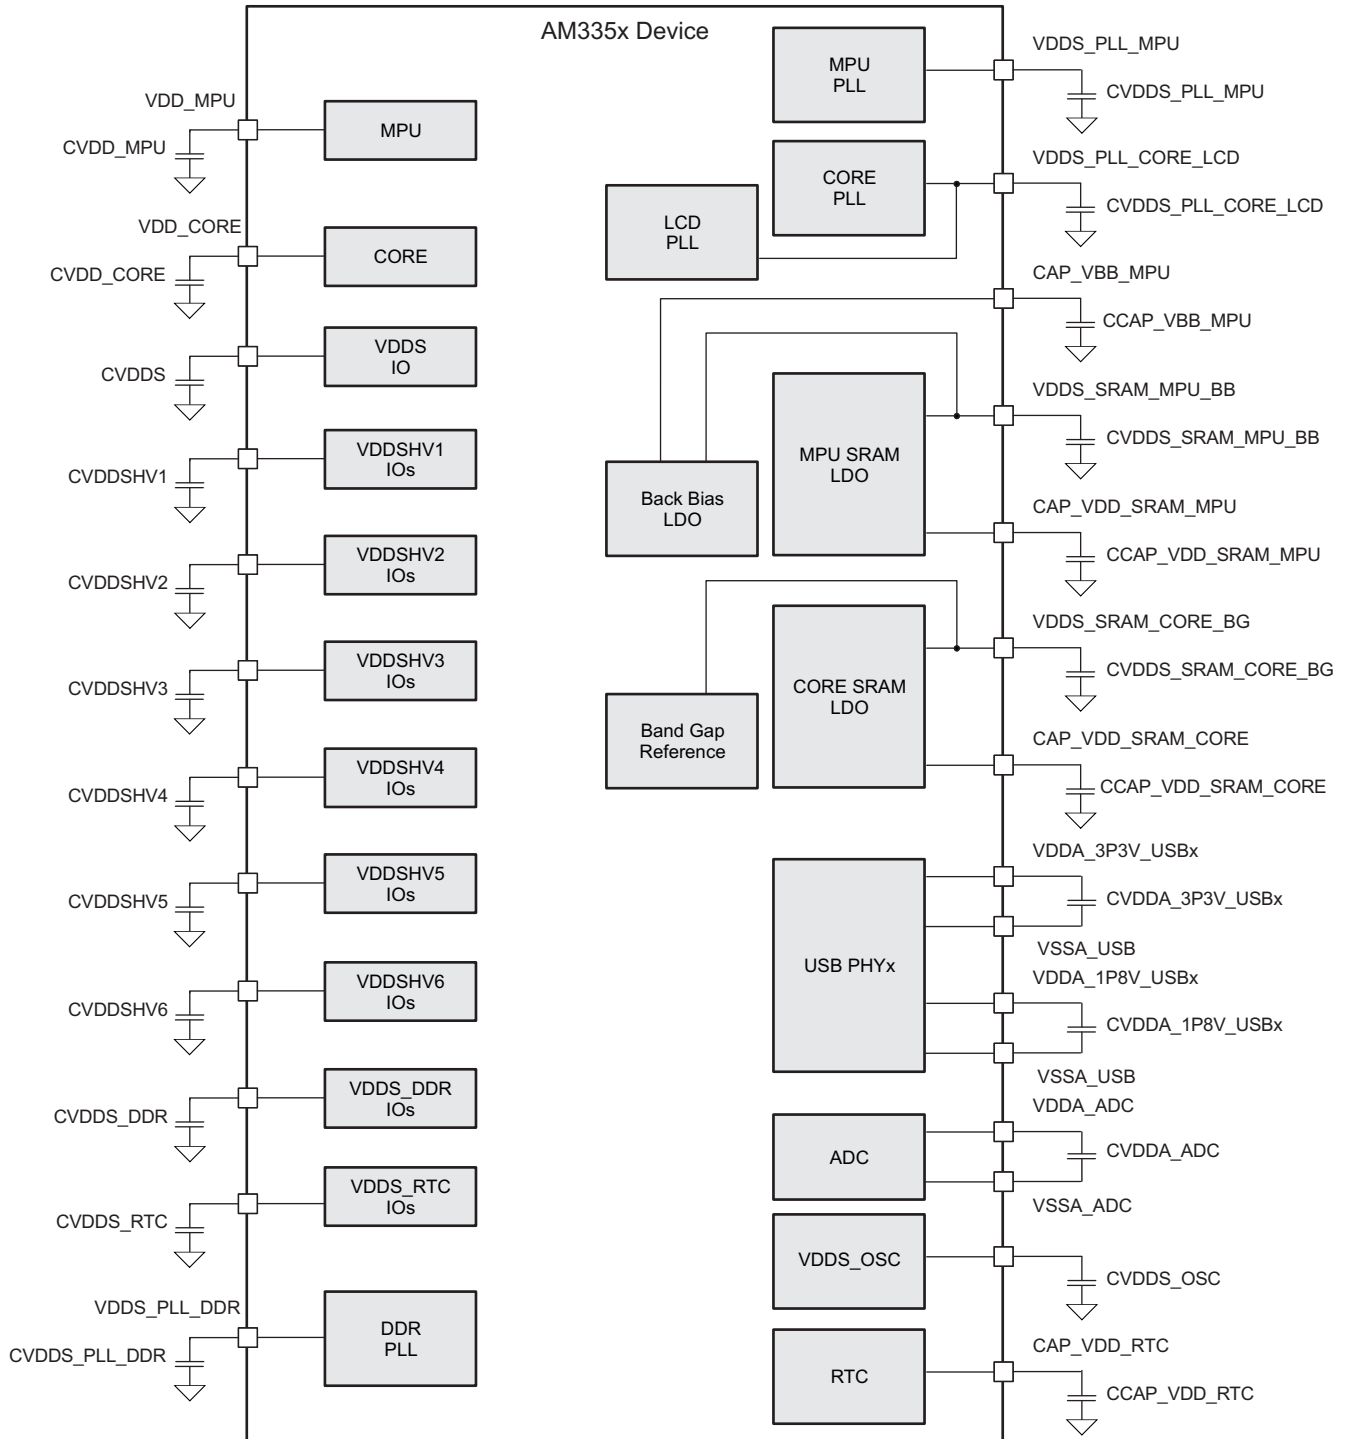 AM335x Device
VDD_MPU
CVDD_MPU
MPU
VDD_CORE
CVDD_CORE
CORE
CVDDS
VDDS
IO
CVDDSHV1
VDDSHV1
IOs
CVDDSHV2
VDDSHV2
IOs
CVDDSHV3
VDDSHV3
IOs
CVDDSHV4
VDDSHV4
IOs
CVDDSHV5
VDDSHV5
IOs
CVDDSHV6
VDDSHV6
IOs
CVDDS_DDR
VDDS_DDR
IOs
CVDDS_RTC
VDDS_RTC
IOs
VDDS_PLL_DDR
CVDDS_PLL_DDR
DDR
PLL
MPU
PLL
VDDS_PLL_MPU
CVDDS_PLL_MPU
CORE
PLL
LCD
PLL
VDDS_PLL_CORE_LCD
CVDDS_PLL_CORE_LCD
CAP_VBB_MPU
CCAP_VBB_MPU
MPU SRAM
LDO
Back Bias
LDO
VDDS_SRAM_MPU_BB
CVDDS_SRAM_MPU_BB
CAP_VDD_SRAM_MPU
CCAP_VDD_SRAM_MPU
CORE SRAM
LDO
Band Gap
Reference
VDDS_SRAM_CORE_BG
CVDDS_SRAM_CORE_BG
CAP_VDD_SRAM_CORE
CCAP_VDD_SRAM_CORE
USB PHYx
VDDA_3P3V_USBx
CVDDA_3P3V_USBx
VSSA_USB
VDDA_1P8V_USBx
CVDDA_1P8V_USBx
VSSA_USB
ADC
VDDA_ADC
CVDDA_ADC
VSSA_ADC
VDDS_OSC
CVDDS_OSC
RTC
CAP_VDD_RTC
CCAP_VDD_RTC